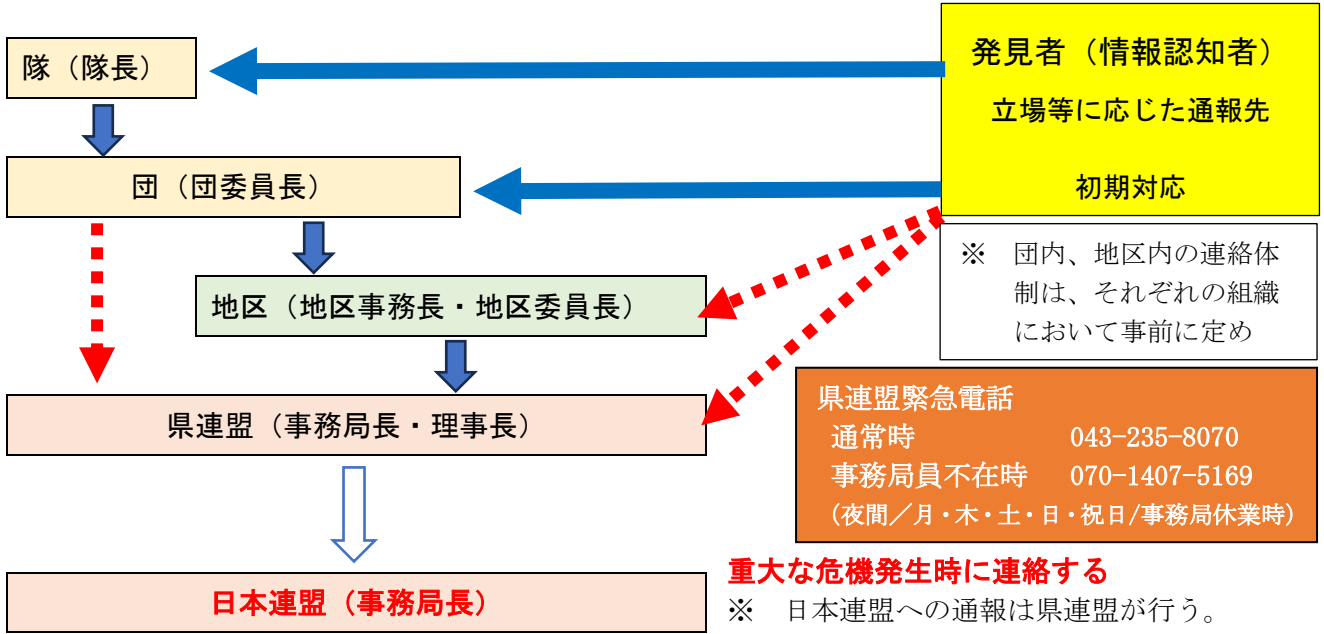 隊（隊長）
発見者（情報認知者）
立場等に応じた通報先
初期対応
団（団委員長）
※　団内、地区内の連絡体
制は、それぞれの組織
において事前に定め
地区（地区事務長・地区委員長）
県連盟（事務局長・理事長）
県連盟緊急電話
通常時　043-235-8070
事務局員不在時　070-1407-5169
（夜間／月・木・土・日・祝日/事務局休業時）
重大な危機発生時に連絡する
※　日本連盟への通報は県連盟が行う。
日本連盟（事務局長）